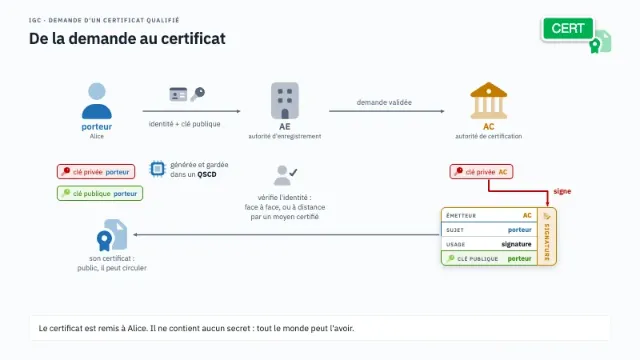 IGC - DEMANDE D'UN CERTIFICAT QUALIFIÉ
De la demande au certificat
CERT
porteur
Alice
identité + clé publique
AE
autorité d'enregistrement
demande validée
AC
autorité de certification
clé privée porteur
clé publique porteur
générée et gardée
dans un QSCD
vérifie l'identité :
face à face, ou à distance
par un moyen certifié
clé privée AC
signe
ÉMETTEUR AC
SUJET porteur
USAGE signature
CLÉ PUBLIQUE porteur
SIGNATURE
son certificat :
public, il peut circuler
Le certificat est remis à Alice. Il ne contient aucun secret : tout le monde peut l'avoir.